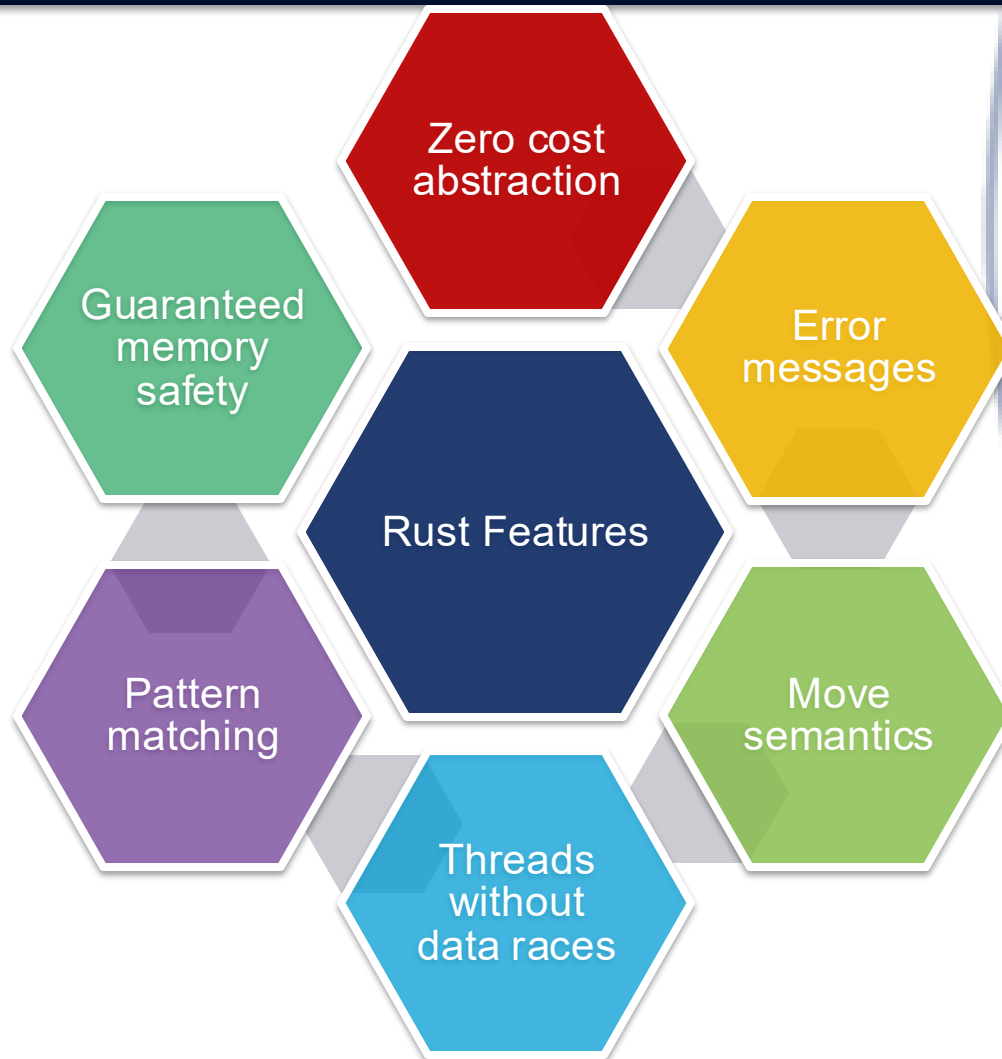 Zero cost
abstraction
Error
messages
Move
semantics
Threads
without
data races
Pattern
matching
Guaranteed
memory
safety
Rust Features